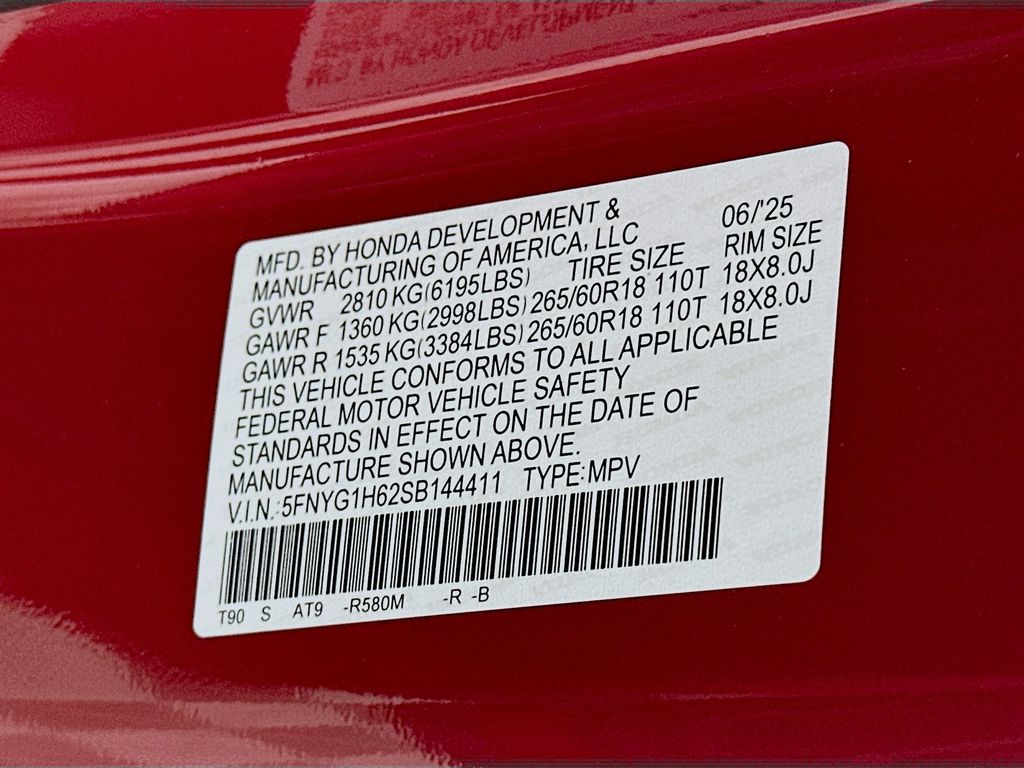 MFD. BY HONDA DEVELOPMENT & 06/'25
MANUFACTURING OF AMERICA, LLC
GVWR 2810 KG(6195LBS) TIRE SIZE RIM SIZE
GAWR F 1360 KG(2998LBS) 265/60R18 110T 18X8.0J
GAWR R 1535 KG(3384LBS) 265/60R18 110T 18X8.0J
THIS VEHICLE CONFORMS TO ALL APPLICABLE
FEDERAL MOTOR VEHICLE SAFETY
STANDARDS IN EFFECT ON THE DATE OF
MANUFACTURE SHOWN ABOVE.
V.I.N.:5FNYG1H62SB144411 TYPE:MPV
T90 S AT9 -R580M -R -B